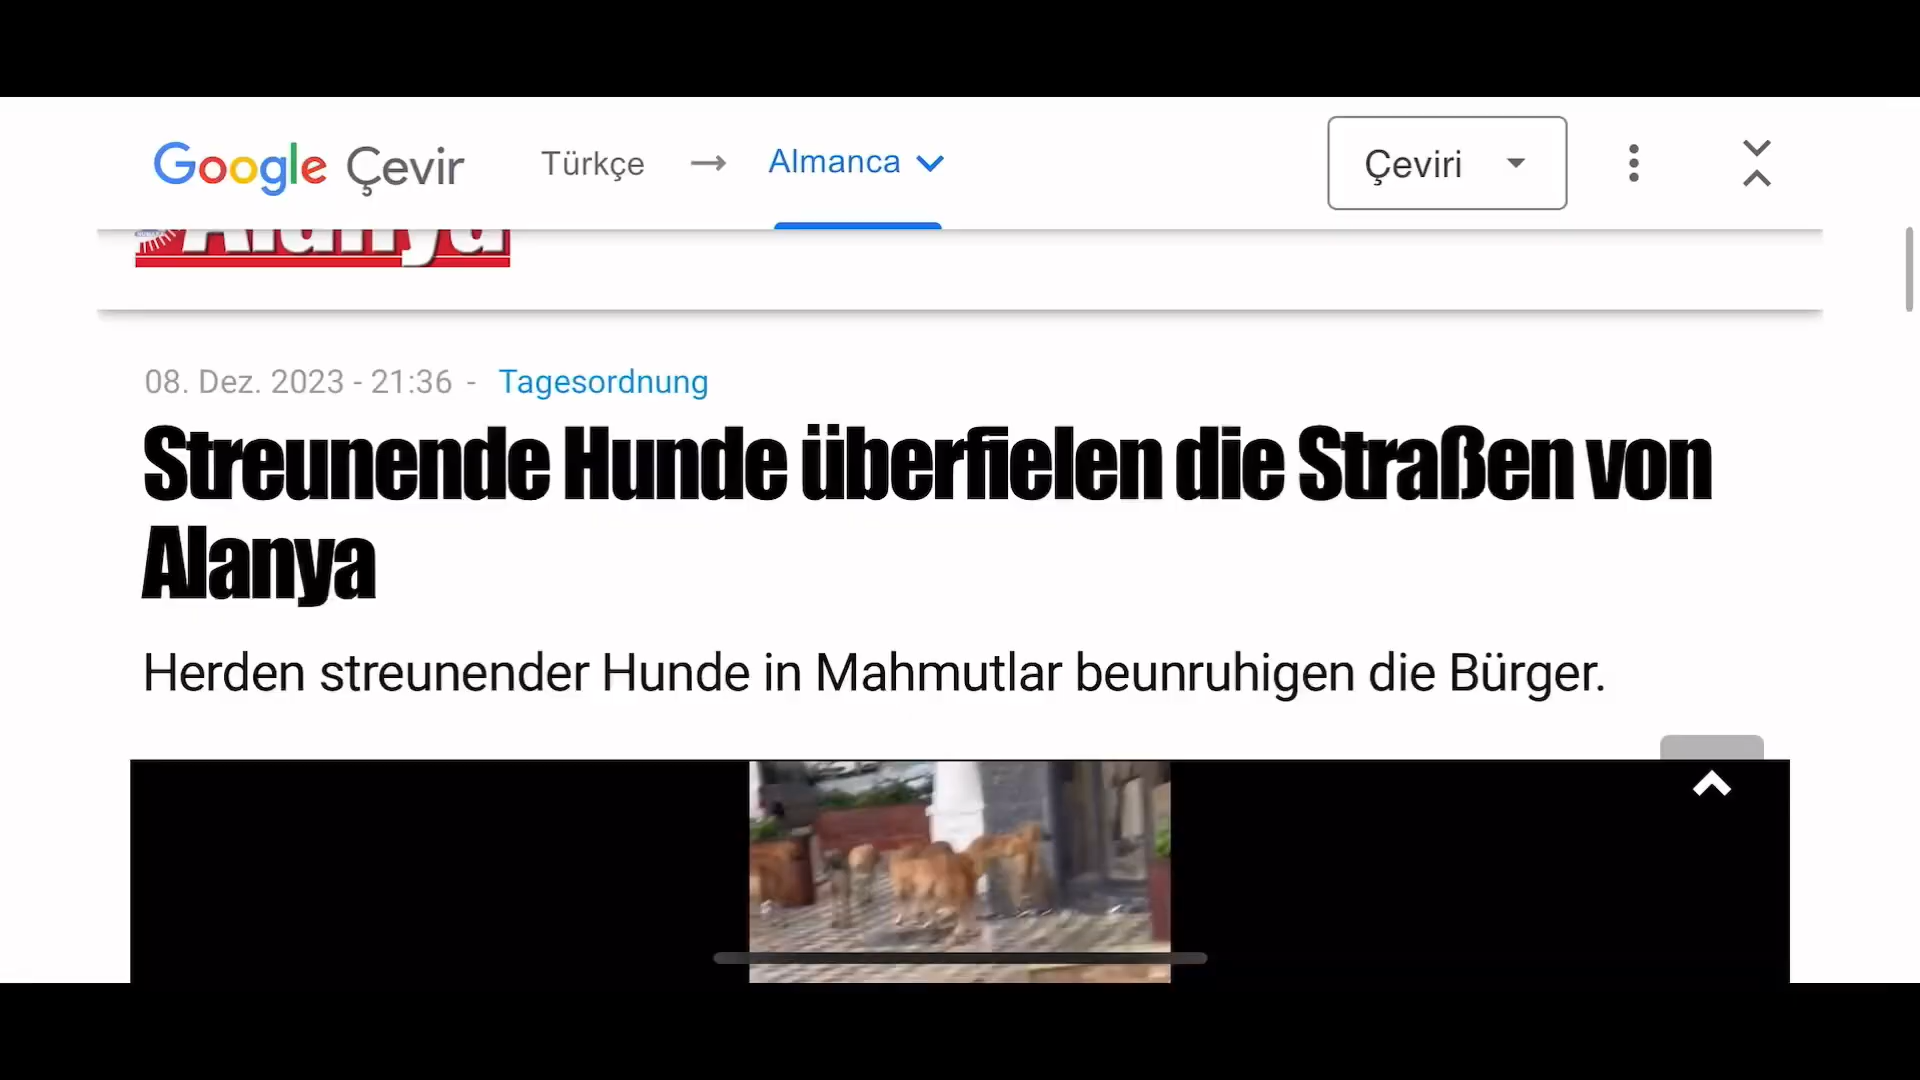 Google Çevir Türkçe → Almanca Çeviri
Alanya
08. Dez. 2023 - 21:36 - Tagesordnung
Streunende Hunde überfielen die Straßen von
Alanya
Herden streunender Hunde in Mahmutlar beunruhigen die Bürger.